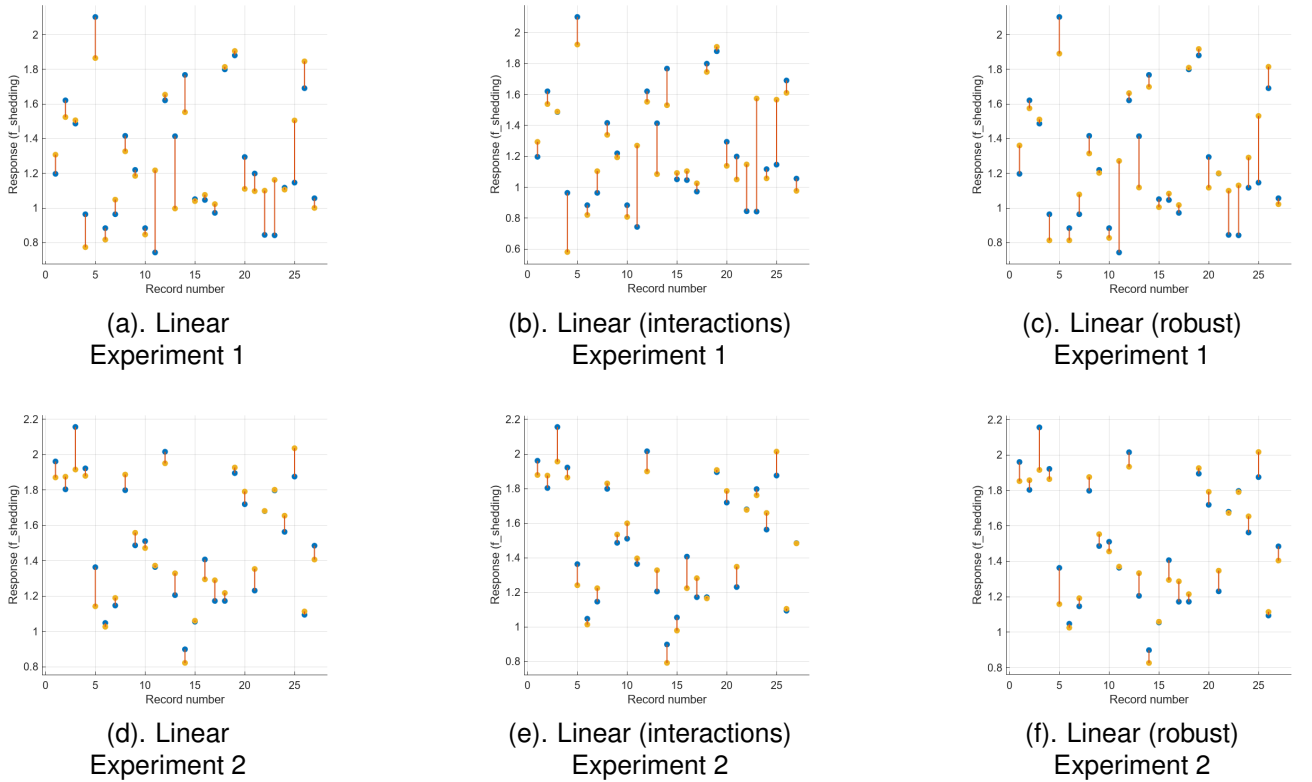 2
1.8
1.6
1.4
1.2
1
0.8
Response (f_shedding)
0 5 10 15 20 25
Record number
(a). Linear
Experiment 1
2
1.8
1.6
1.4
1.2
1
0.8
0.6
Response (f_shedding)
0 5 10 15 20 25
Record number
(b). Linear (interactions)
Experiment 1
2
1.8
1.6
1.4
1.2
1
0.8
Response (f_shedding)
0 5 10 15 20 25
Record number
(c). Linear (robust)
Experiment 1
2.2
2
1.8
1.6
1.4
1.2
1
0.8
Response (f_shedding)
0 5 10 15 20 25
Record number
(d). Linear
Experiment 2
2.2
2
1.8
1.6
1.4
1.2
1
0.8
Response (f_shedding)
0 5 10 15 20 25
Record number
(e). Linear (interactions)
Experiment 2
2.2
2
1.8
1.6
1.4
1.2
1
0.8
Response (f_shedding)
0 5 10 15 20 25
Record number
(f). Linear (robust)
Experiment 2